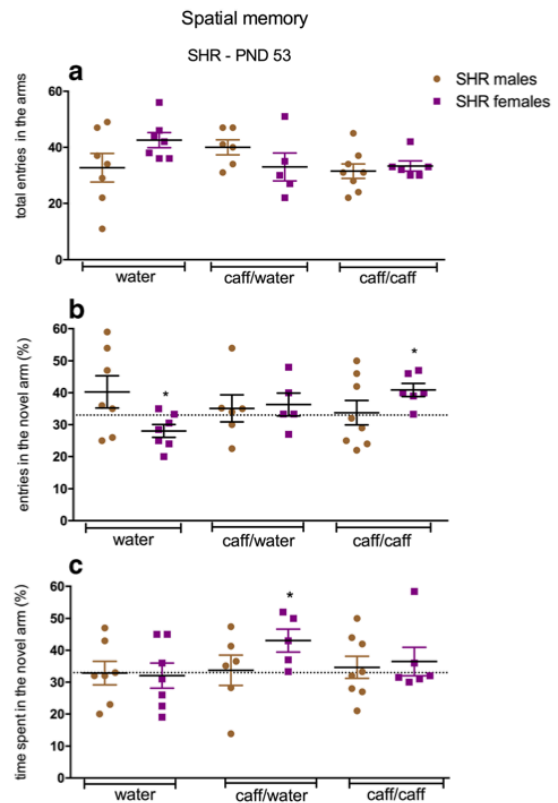 Spatial memory
SHR - PND 53
a
SHR males
SHR females
total entries in the arms
60
40
20
0
water
caff/water
caff/caff
b
entries in the novel arm (%)
60
50
40
30
20
10
0
*
*
water
caff/water
caff/caff
c
time spent in the novel arm (%)
60
50
40
30
20
10
0
*
water
caff/water
caff/caff